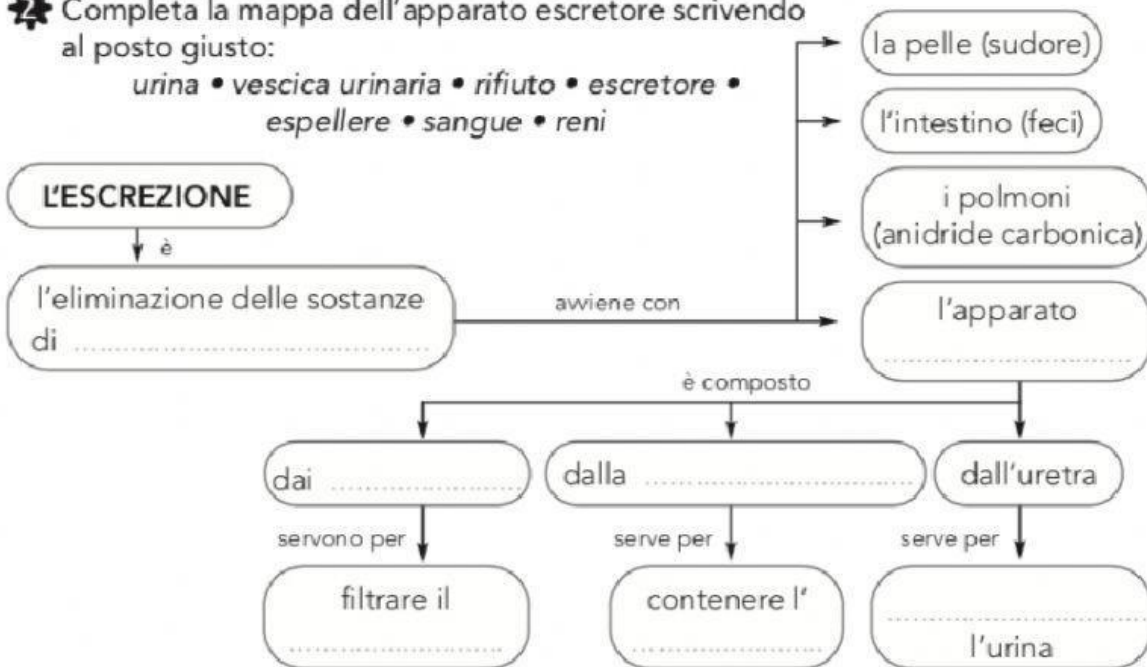 2 Completa la mappa dell'apparato escretore scrivendo
al posto giusto:
urina • vescica urinaria • rifiuto • escretore •
espellere • sangue • reni
L'ESCREZIONE
è
l'eliminazione delle sostanze
di ......................................
avviene con
la pelle (sudore)
l'intestino (feci)
i polmoni
(anidride carbonica)
l'apparato
......................................
è composto
dai ......................
dalla ..............................
dall'uretra
servono per
serve per
serve per
filtrare il
..............................
contenere l'
......................
..............................
l'urina